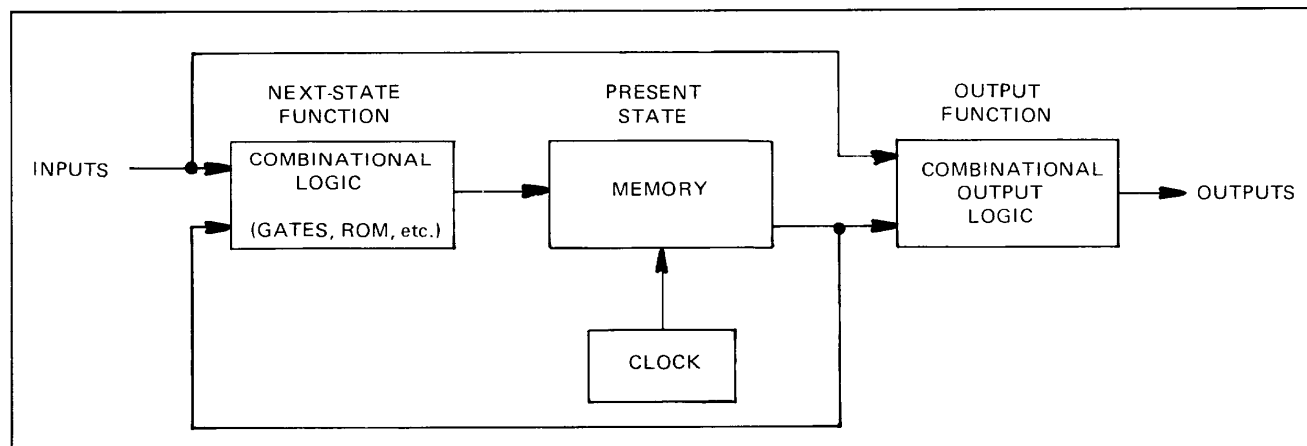 NEXT-STATE
FUNCTION
PRESENT
STATE
OUTPUT
FUNCTION
INPUTS
COMBINATIONAL
LOGIC
(GATES, ROM, etc.)
MEMORY
COMBINATIONAL
OUTPUT
LOGIC
OUTPUTS
CLOCK